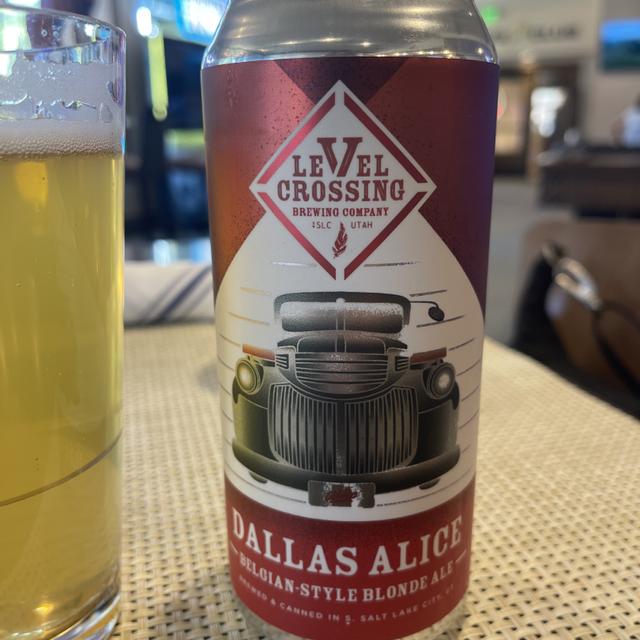 LEVEL
CROSSING
BREWING COMPANY
SLC UTAH
DALLAS ALICE
BELGIAN-STYLE BLONDE ALE
BREWED & CANNED IN S. SALT LAKE CITY, UT